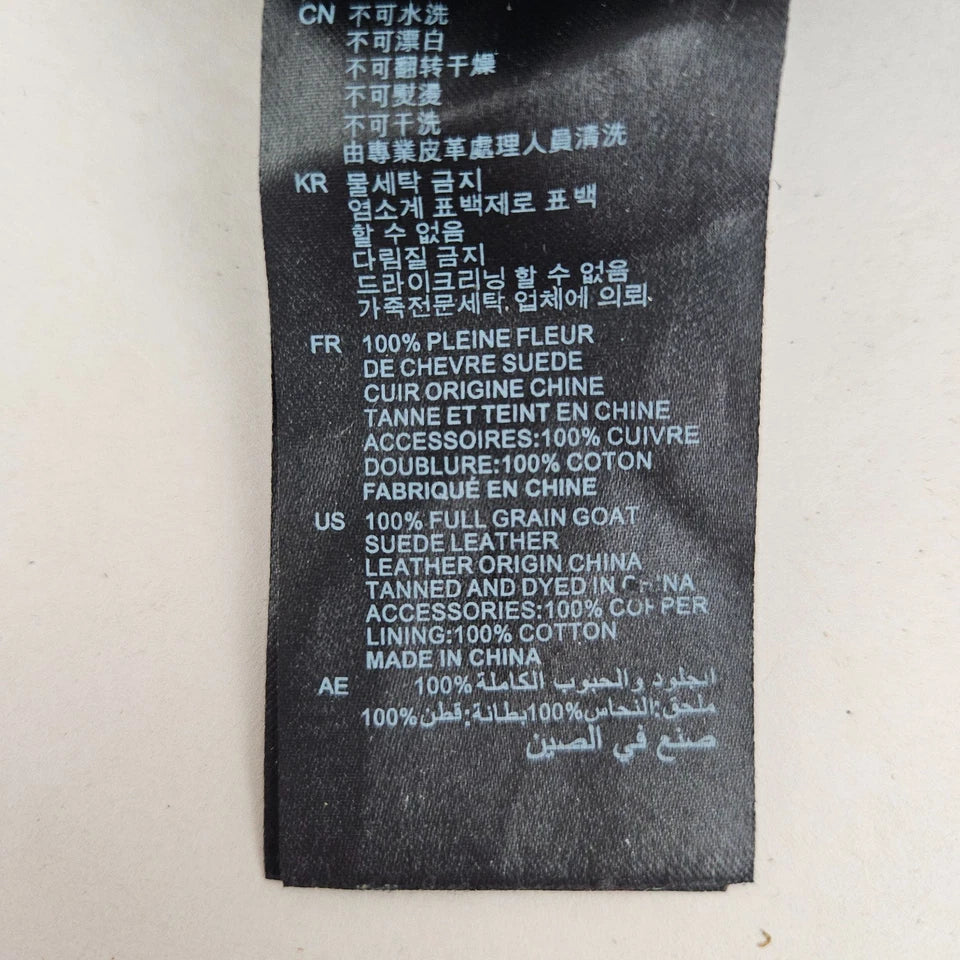 CN 不可水洗
不可漂白
不可翻转干燥
不可熨燙
不可干洗
由專業皮革處理人員清洗
KR 물세탁 금지
염소계 표백제로 표백
할 수 없음
다림질 금지
드라이크리닝 할 수 없음
가죽전문세탁, 업체에 의뢰.
FR 100% PLEINE FLEUR
DE CHEVRE SUEDE
CUIR ORIGINE CHINE
TANNE ET TEINT EN CHINE
ACCESSOIRES:100% CUIVRE
DOUBLURE:100% COTON
FABRIQUÉ EN CHINE
US 100% FULL GRAIN GOAT
SUEDE LEATHER
LEATHER ORIGIN CHINA
TANNED AND DYED IN CHINA
ACCESSORIES:100% COPPER
LINING:100% COTTON
MADE IN CHINA
AE الجلود والحبوب الكاملة 100%
ملحق:النحاس100%بطانة:قطن100%
صنع في الصين